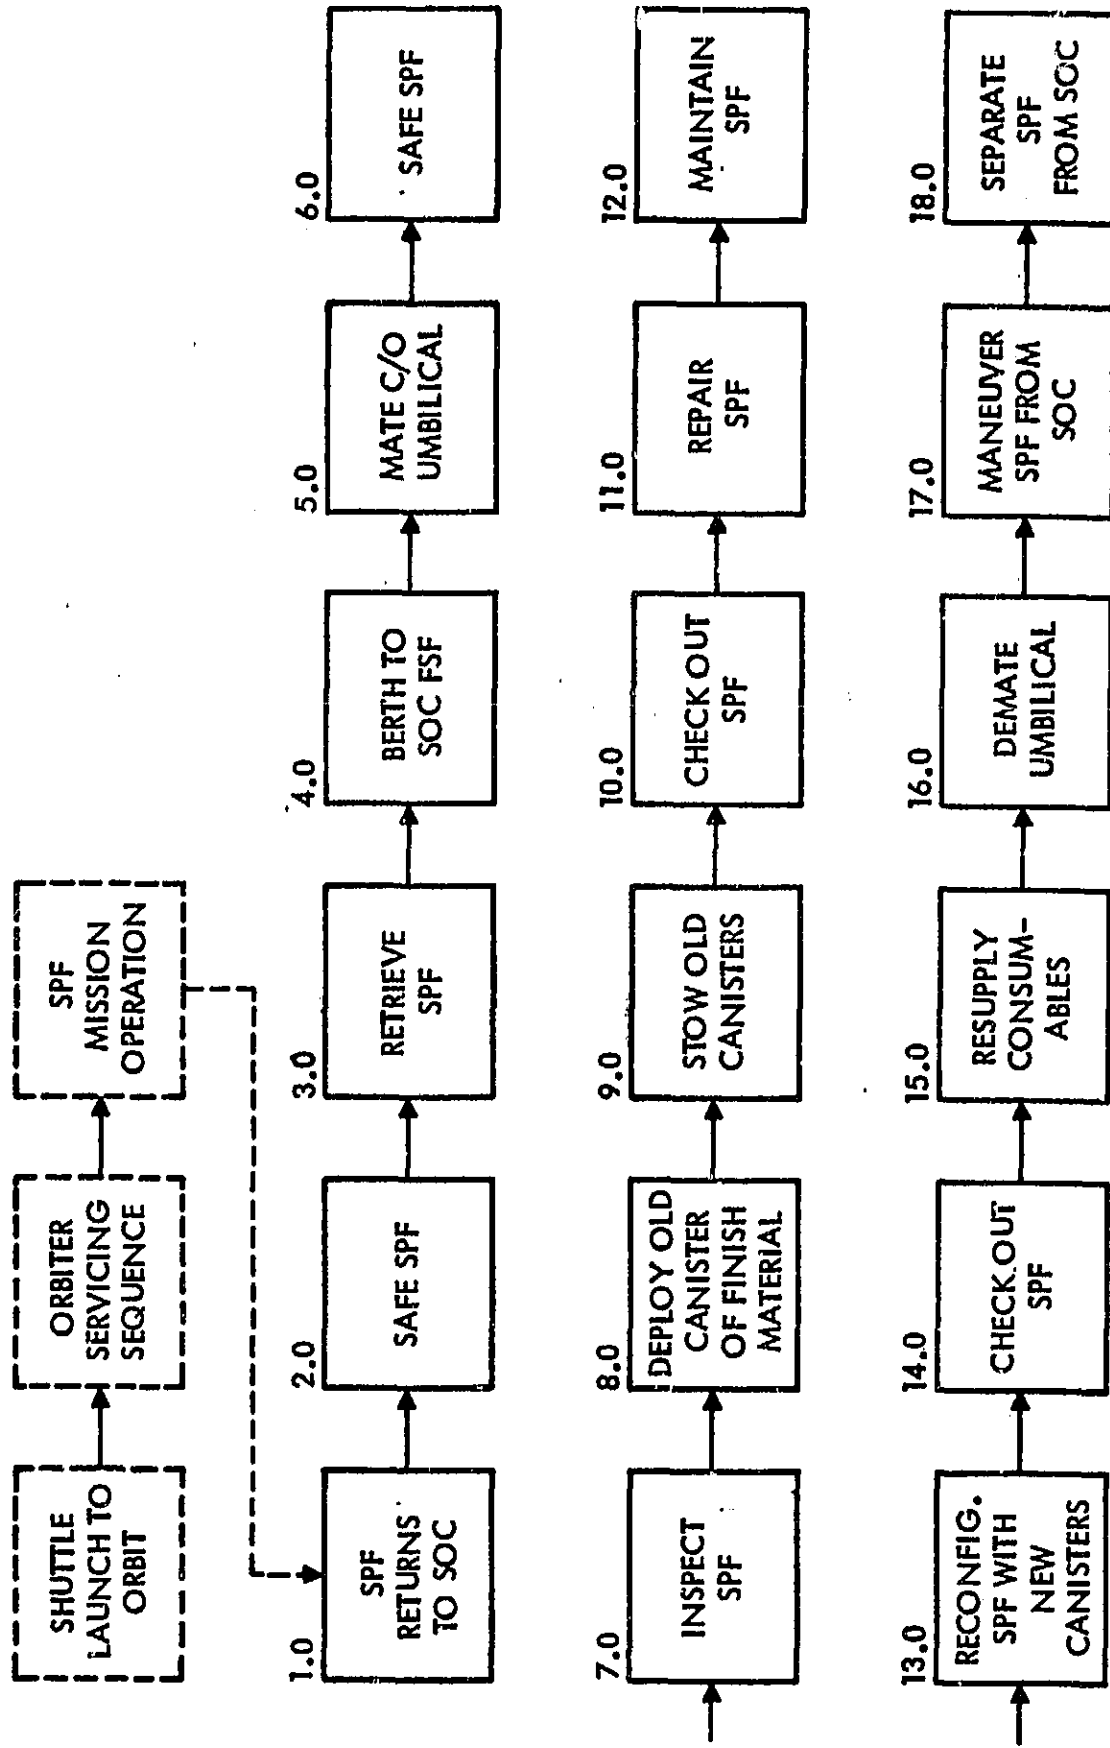 SHUTTLE
LAUNCH TO
ORBIT
ORBITER
SERVICING
SEQUENCE
SPF
MISSION
OPERATION
1.0
SPF
RETURNS
TO SOC
2.0
SAFE SPF
3.0
RETRIEVE
SPF
4.0
BERTH TO
SOC FSF
5.0
MATE C/O
UMBILICAL
6.0
SAFE SPF
7.0
INSPECT
SPF
8.0
DEPLOY OLD
CANISTER
OF FINISH
MATERIAL
9.0
STOW OLD
CANISTERS
10.0
CHECK OUT
SPF
11.0
REPAIR
SPF
12.0
MAINTAIN
SPF
13.0
RECONFIG.
SPF WITH
NEW
CANISTERS
14.0
CHECK OUT
SPF
15.0
RESUPPLY
CONSUM-
ABLES
16.0
DEMATE
UMBILICAL
17.0
MANEUVER
SPF FROM
SOC
18.0
SEPARATE
SPF
FROM SOC